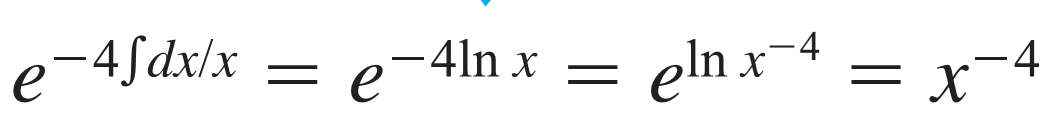 e^{-4∫dx/x} = e^{-4ln x} = e^{ln x^{-4}} = x^{-4}